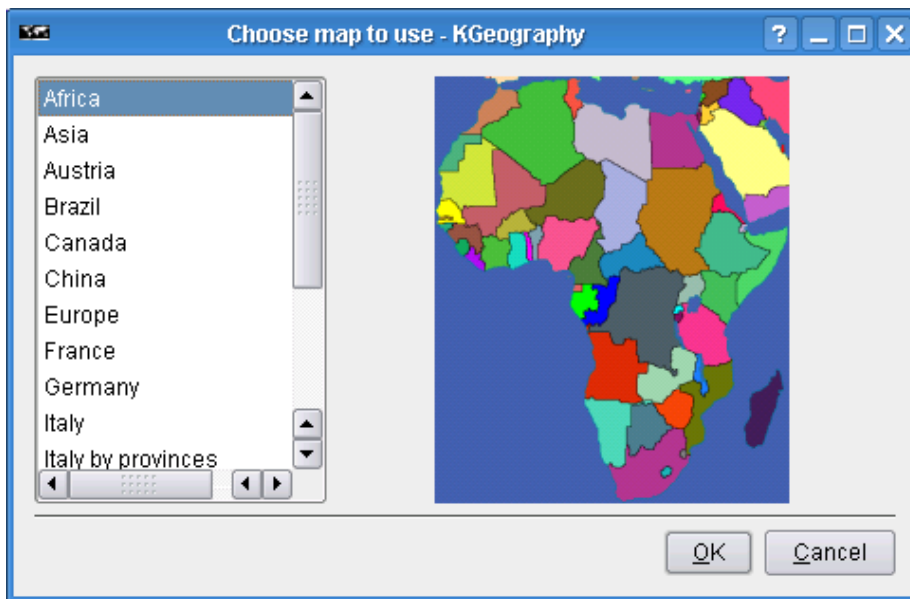 Choose map to use - KGeography
Africa
Asia
Austria
Brazil
Canada
China
Europe
France
Germany
Italy
Italy by provinces
OK
Cancel